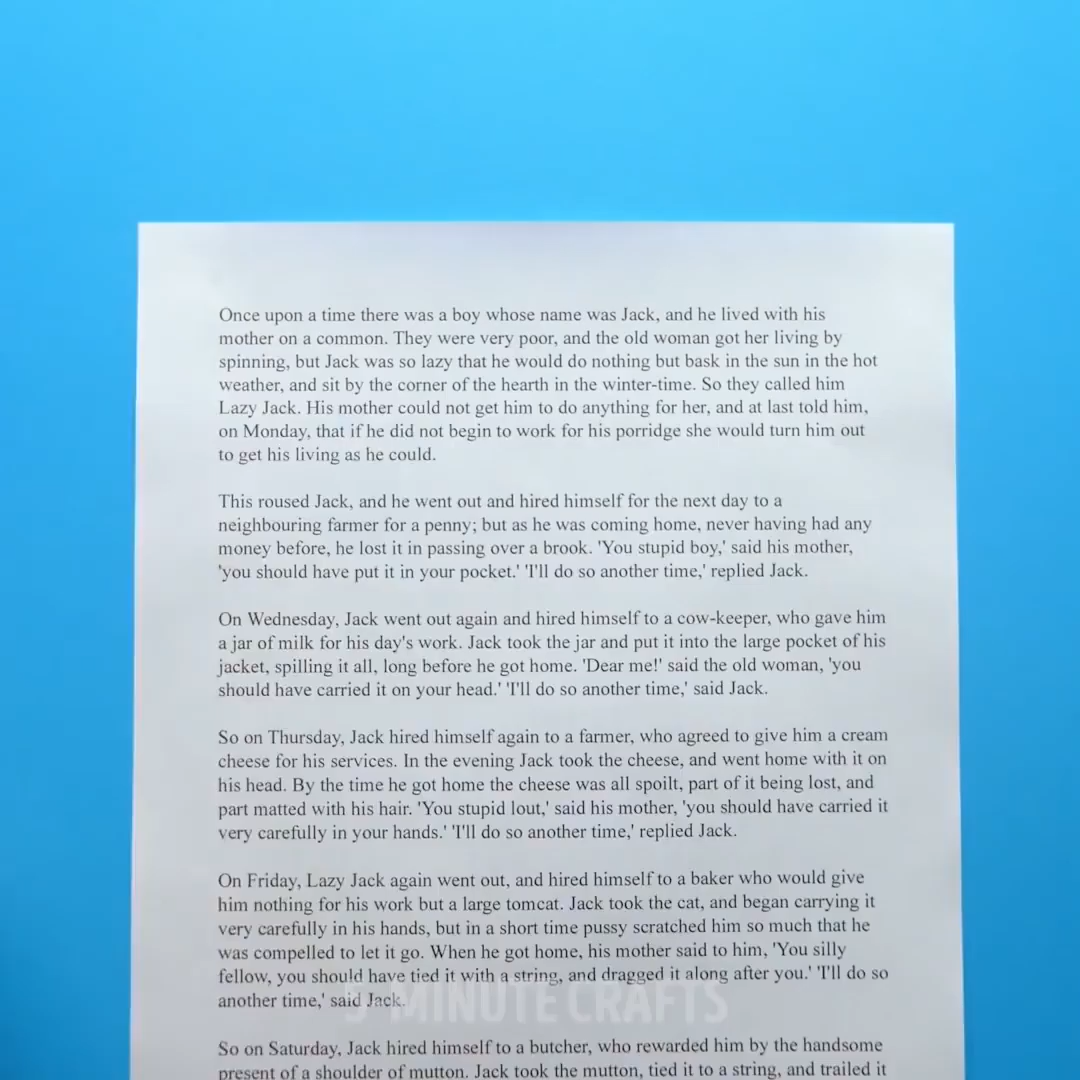 Once upon a time there was a boy whose name was Jack, and he lived with his
mother on a common. They were very poor, and the old woman got her living by
spinning, but Jack was so lazy that he would do nothing but bask in the sun in the hot
weather, and sit by the corner of the hearth in the winter-time. So they called him
Lazy Jack. His mother could not get him to do anything for her, and at last told him,
on Monday, that if he did not begin to work for his porridge she would turn him out
to get his living as he could.
This roused Jack, and he went out and hired himself for the next day to a
neighbouring farmer for a penny; but as he was coming home, never having had any
money before, he lost it in passing over a brook. 'You stupid boy,' said his mother,
'you should have put it in your pocket.' 'I'll do so another time,' replied Jack.
On Wednesday, Jack went out again and hired himself to a cow-keeper, who gave him
a jar of milk for his day's work. Jack took the jar and put it into the large pocket of his
jacket, spilling it all, long before he got home. 'Dear me!' said the old woman, 'you
should have carried it on your head.' 'I'll do so another time,' said Jack.
So on Thursday, Jack hired himself again to a farmer, who agreed to give him a cream
cheese for his services. In the evening Jack took the cheese, and went home with it on
his head. By the time he got home the cheese was all spoilt, part of it being lost, and
part matted with his hair. 'You stupid lout,' said his mother, 'you should have carried it
very carefully in your hands.' 'I'll do so another time,' replied Jack.
On Friday, Lazy Jack again went out, and hired himself to a baker who would give
him nothing for his work but a large tomcat. Jack took the cat, and began carrying it
very carefully in his hands, but in a short time pussy scratched him so much that he
was compelled to let it go. When he got home, his mother said to him, 'You silly
fellow, you should have tied it with a string, and dragged it along after you.' 'I'll do so
another time,' said Jack.
5-MINUTE CRAFTS
So on Saturday, Jack hired himself to a butcher, who rewarded him by the handsome
present of a shoulder of mutton. Jack took the mutton, tied it to a string, and trailed it